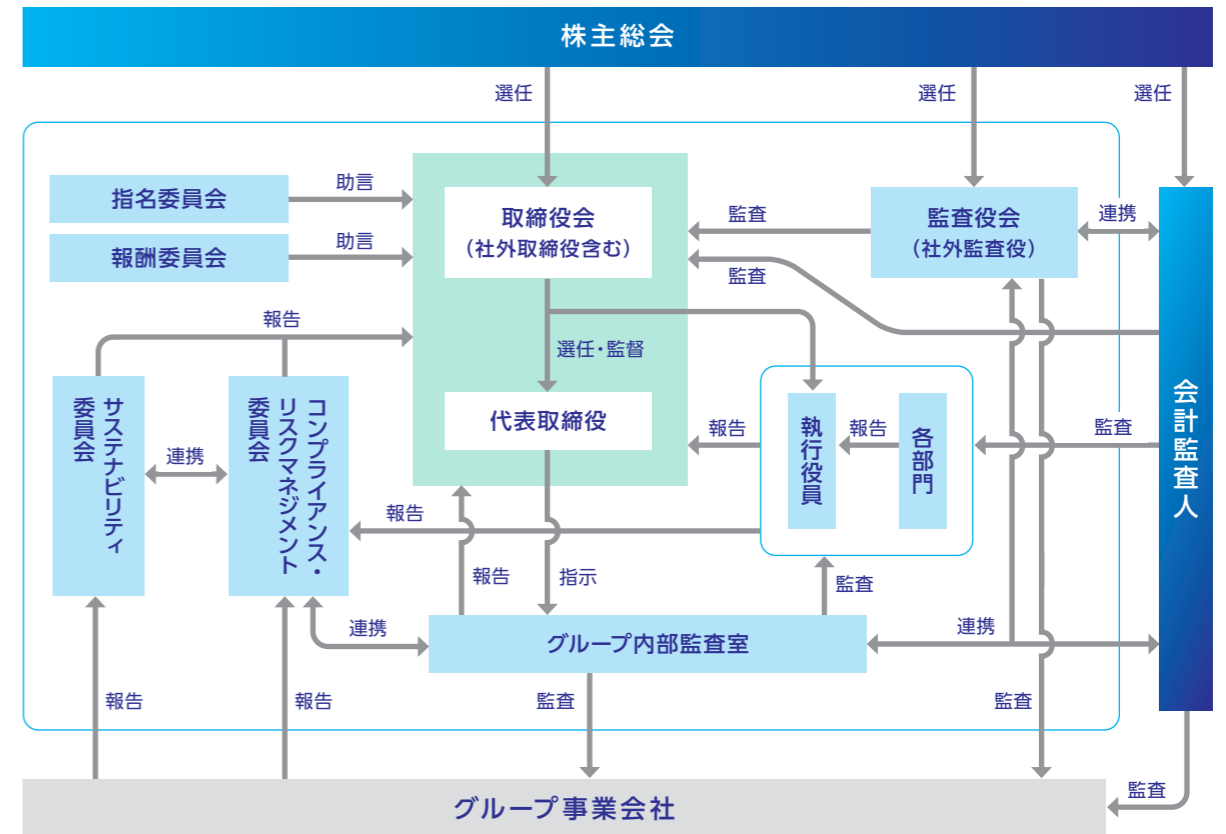 株主総会
選任
選任
選任
指名委員会
助言
報酬委員会
助言
取締役会
(社外取締役含む)
監査
監査
監査役会
(社外監査役)
連携
報告
選任・監督
代表取締役
サステナビリティ
委員会
連携
コンプライアンス・
リスクマネジメント
委員会
報告
執行役員
報告
各部門
監査
会計監査人
報告
報告
指示
監査
連携
グループ内部監査室
連携
報告
報告
監査
監査
監査
グループ事業会社